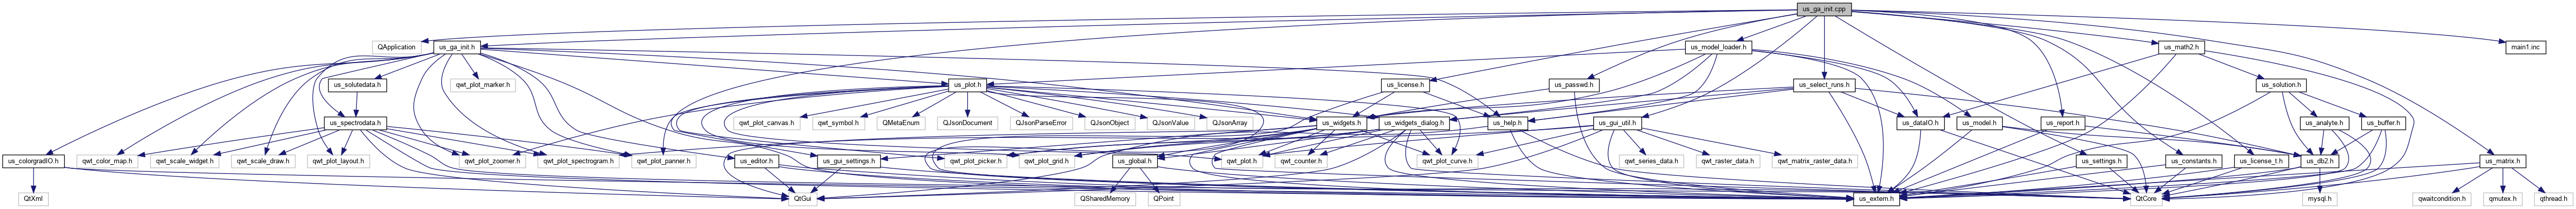 us_ga_init.cpp
QApplication
us_ga_init.h
us_model_loader.h
us_math2.h
main1.inc
us_solutedata.h
qwt_plot_marker.h
us_plot.h
us_license.h
us_passwd.h
us_select_runs.h
us_solution.h
us_spectrodata.h
qwt_plot_canvas.h
qwt_symbol.h
QMetaEnum
QJsonDocument
QJsonParseError
QJsonObject
QJsonValue
QJsonArray
us_widgets.h
us_widgets_dialog.h
us_help.h
us_gui_util.h
us_dataIO.h
us_model.h
us_report.h
us_analyte.h
us_buffer.h
us_colorgradIO.h
qwt_color_map.h
qwt_scale_widget.h
qwt_scale_draw.h
qwt_plot_layout.h
qwt_plot_zoomer.h
qwt_plot_spectrogram.h
qwt_plot_panner.h
us_editor.h
us_gui_settings.h
qwt_plot_picker.h
qwt_plot_grid.h
us_global.h
qwt_plot.h
qwt_counter.h
qwt_plot_curve.h
qwt_series_data.h
qwt_raster_data.h
qwt_matrix_raster_data.h
us_settings.h
us_constants.h
us_license_t.h
us_db2.h
us_matrix.h
QtXml
QtGui
QSharedMemory
QPoint
us_extern.h
QtCore
mysql.h
qwaitcondition.h
qmutex.h
qthread.h